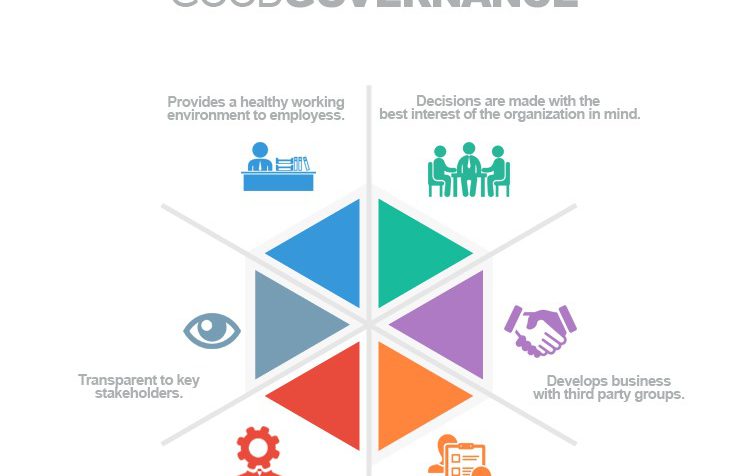 GOODGOVERNANCE
Provides a healthy working
environment to employess.
Decisions are made with the
best interest of the organization in mind.
Transparent to key
stakeholders.
Develops business
with third party groups.